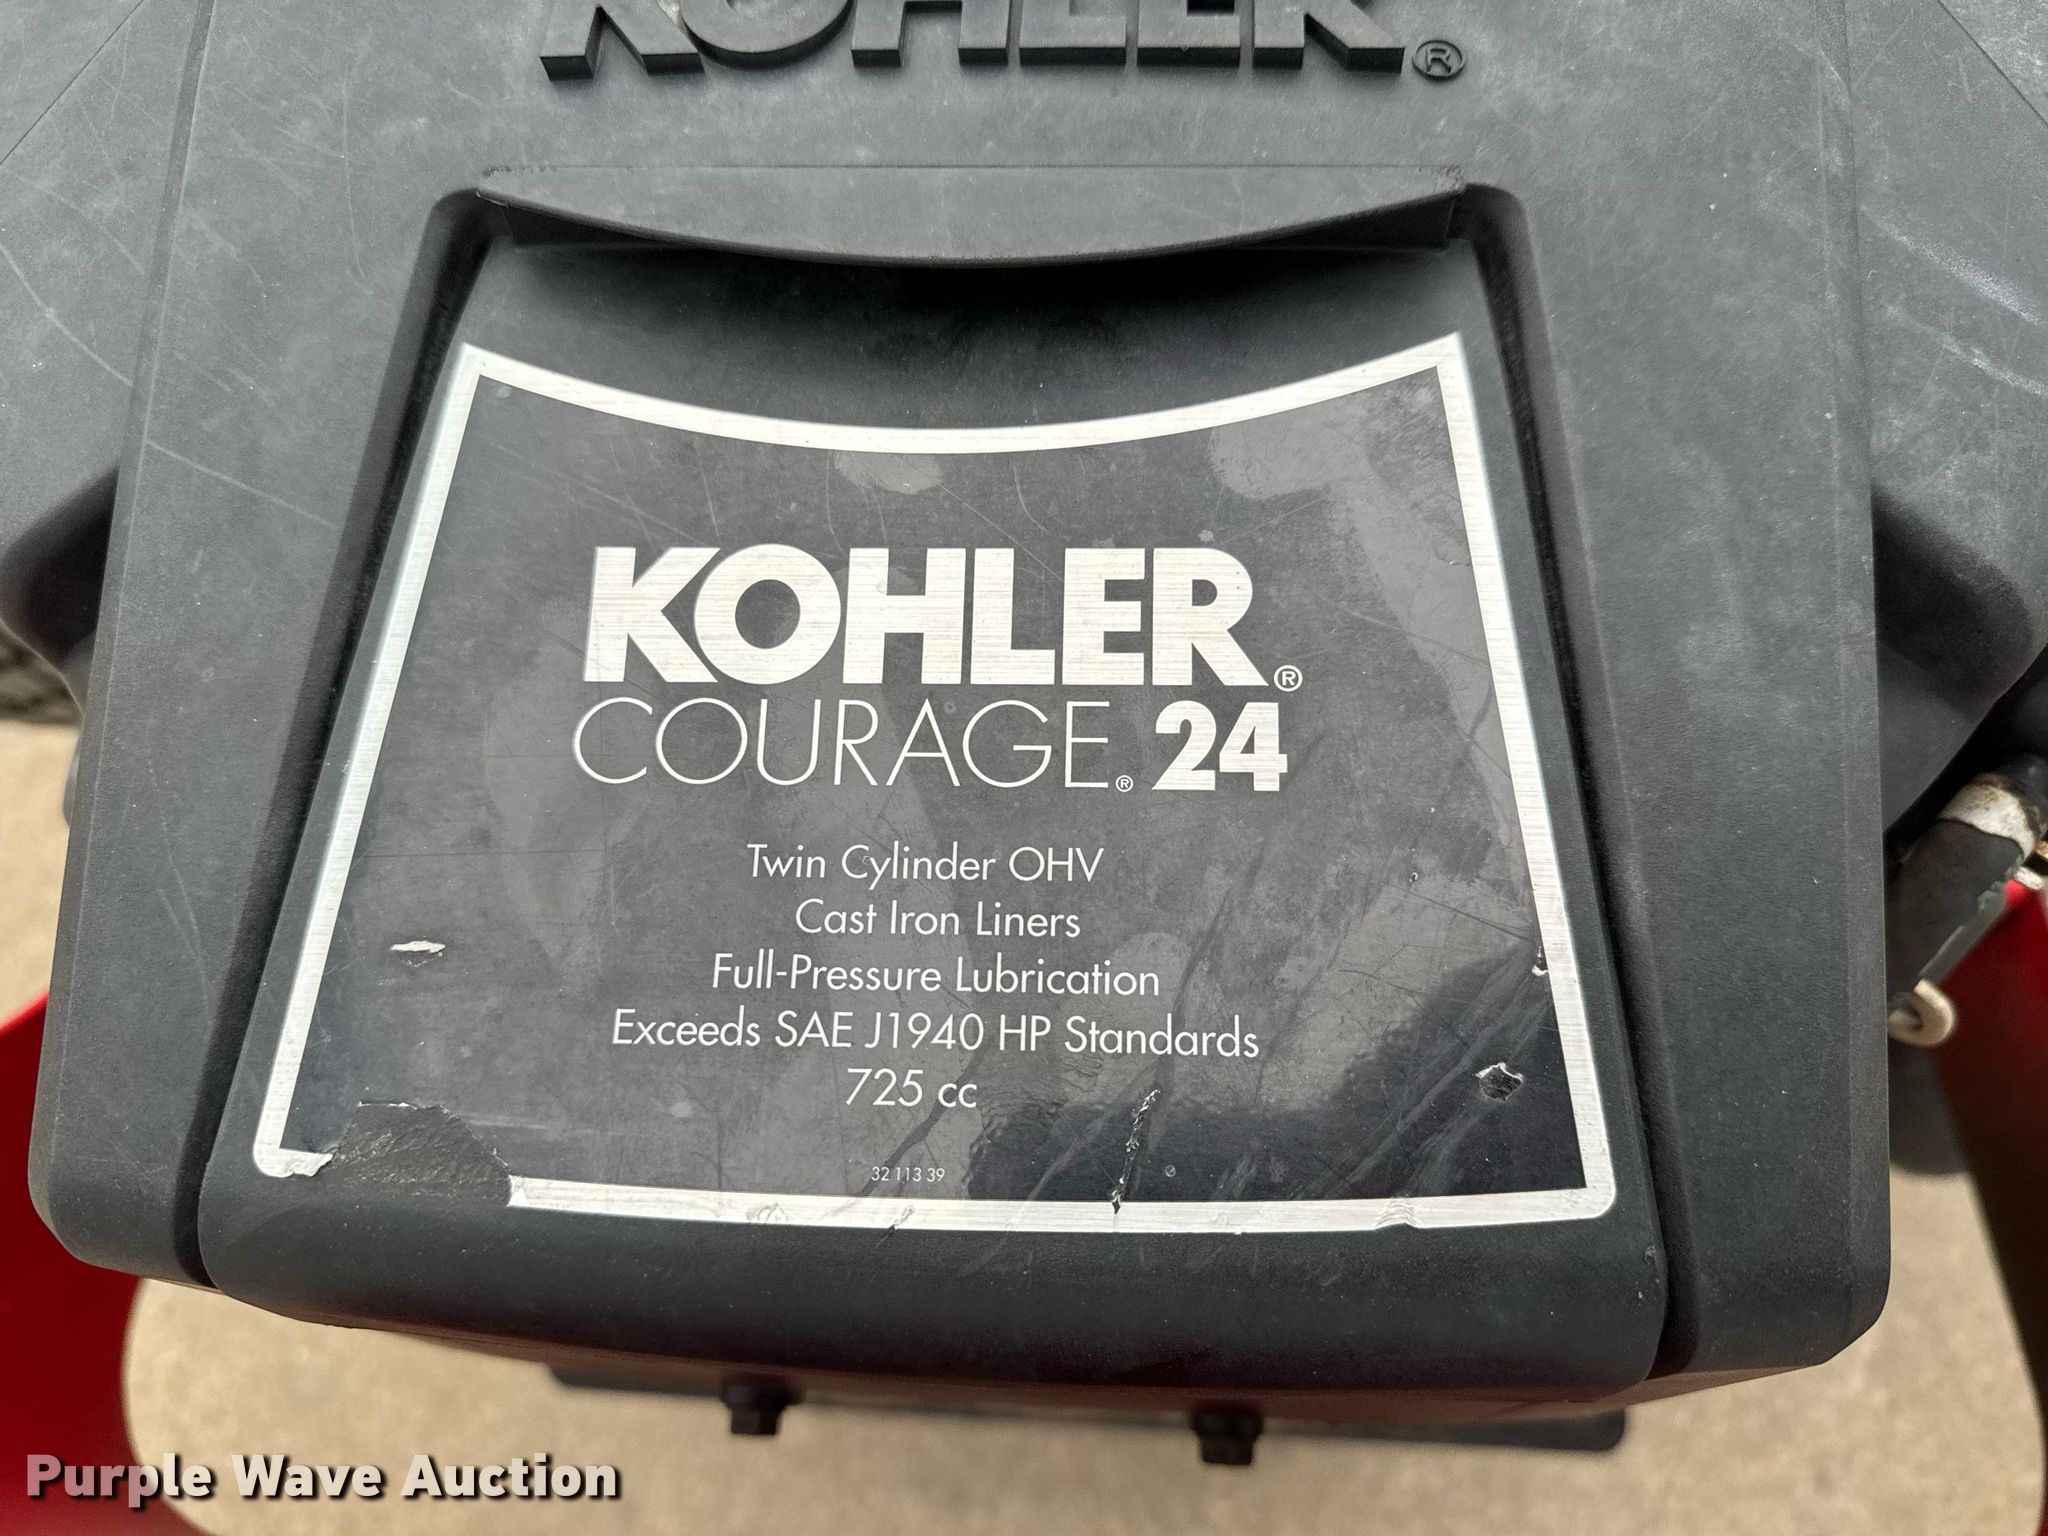 KOHLER®
KOHLER®
COURAGE® 24
Twin Cylinder OHV
Cast Iron Liners
Full-Pressure Lubrication
Exceeds SAE J1940 HP Standards
725 cc
32 113 39
Purple Wave Auction